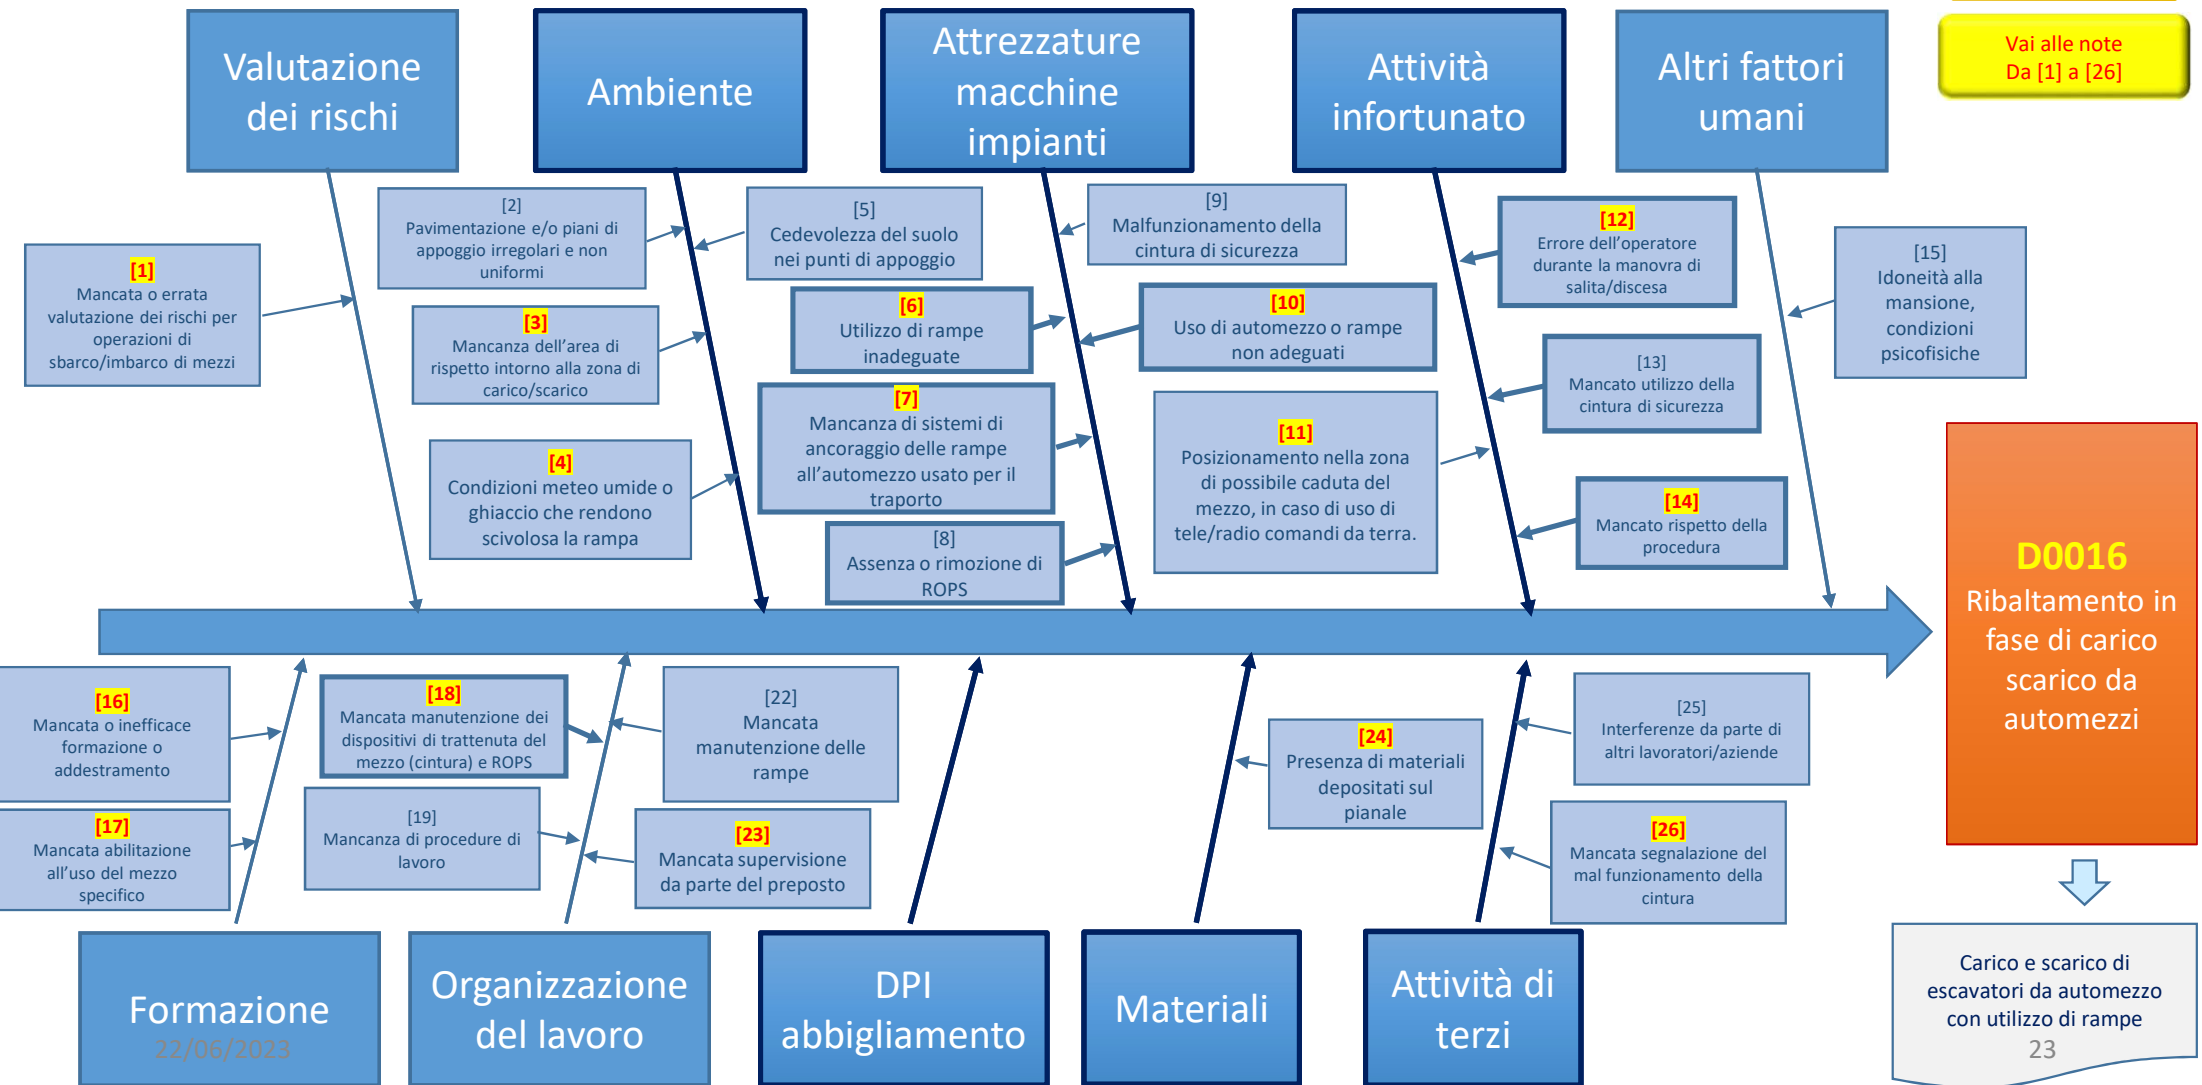 Valutazione
dei rischi
Ambiente
Attrezzature
macchine
impianti
Attività
infortunato
Altri fattori
umani
Vai alle note
Da [1] a [26]
[1]
Mancata o errata
valutazione dei rischi per
operazioni di
sbarco/imbarco di mezzi
[2]
Pavimentazione e/o piani di
appoggio irregolari e non
uniformi
[3]
Mancanza dell'area di
rispetto intorno alla zona di
carico/scarico
[4]
Condizioni meteo umide o
ghiaccio che rendono
scivolosa la rampa
[5]
Cedevolezza del suolo
nei punti di appoggio
[6]
Utilizzo di rampe
inadeguate
[7]
Mancanza di sistemi di
ancoraggio delle rampe
all'automezzo usato per il
traporto
[8]
Assenza o rimozione di
ROPS
[9]
Malfunzionamento della
cintura di sicurezza
[10]
Uso di automezzo o rampe
non adeguati
[11]
Posizionamento nella zona
di possibile caduta del
mezzo, in caso di uso di
tele/radio comandi da terra.
[12]
Errore dell'operatore
durante la manovra di
salita/discesa
[13]
Mancato utilizzo della
cintura di sicurezza
[14]
Mancato rispetto della
procedura
[15]
Idoneità alla
mansione,
condizioni
psicofisiche
D0016
Ribaltamento in
fase di carico
scarico da
automezzi
[16]
Mancata o inefficace
formazione o
addestramento
[17]
Mancata abilitazione
all'uso del mezzo
specifico
[18]
Mancata manutenzione dei
dispositivi di trattenuta del
mezzo (cintura) e ROPS
[19]
Mancanza di procedure di
lavoro
[22]
Mancata
manutenzione delle
rampe
[23]
Mancata supervisione
da parte del preposto
[24]
Presenza di materiali
depositati sul
pianale
[25]
Interferenze da parte di
altri lavoratori/aziende
[26]
Mancata segnalazione del
mal funzionamento della
cintura
Formazione
22/06/2023
Organizzazione
del lavoro
DPI
abbigliamento
Materiali
Attività di
terzi
Carico e scarico di
escavatori da automezzo
con utilizzo di rampe
23